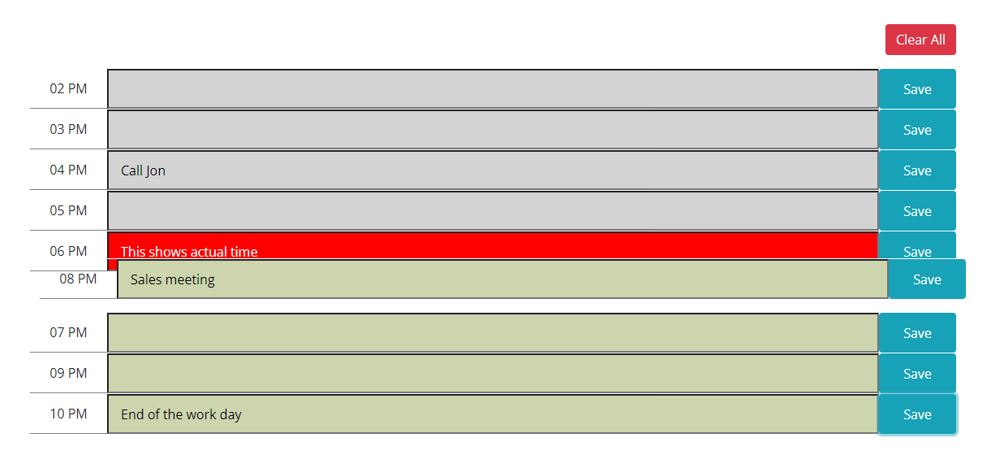 Clear All
02 PM Save
03 PM Save
04 PM Call Jon Save
05 PM Save
06 PM This shows actual time Save
08 PM Sales meeting Save
07 PM Save
09 PM Save
10 PM End of the work day Save